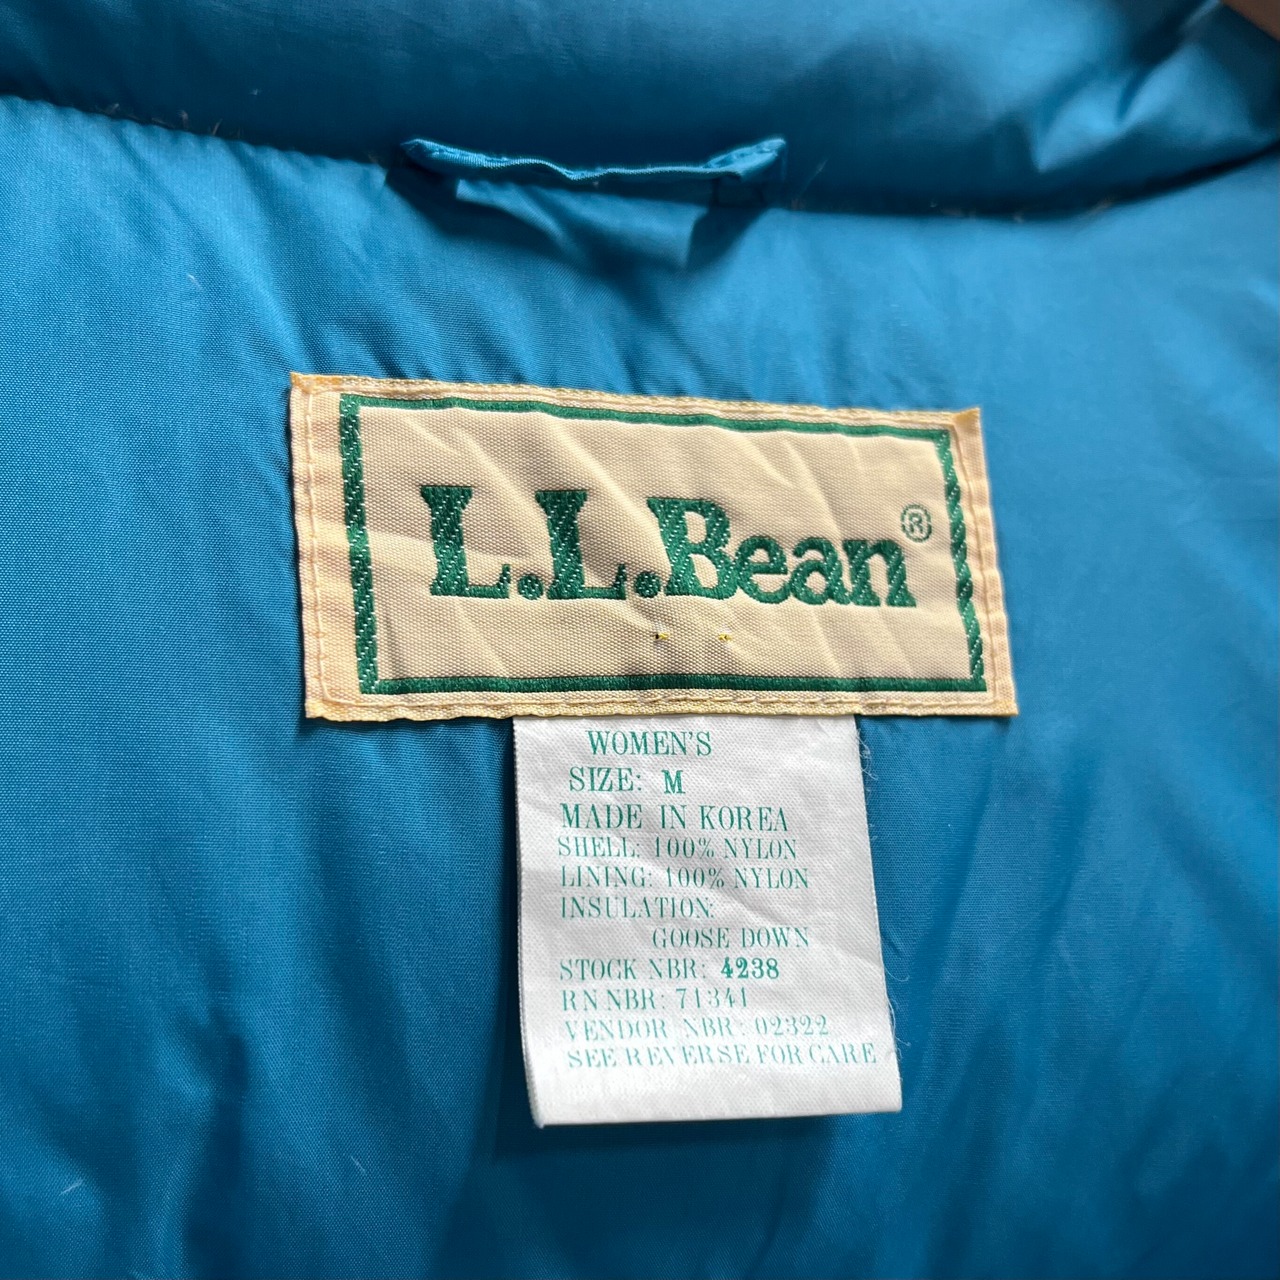 L.L.Bean®
WOMEN'S
SIZE: M
MADE IN KOREA
SHELL: 100% NYLON
LINING: 100% NYLON
INSULATION:
GOOSE DOWN
STOCK NBR: 4238
RN NBR: 71341
VENDOR NBR: 02322
SEE REVERSE FOR CARE